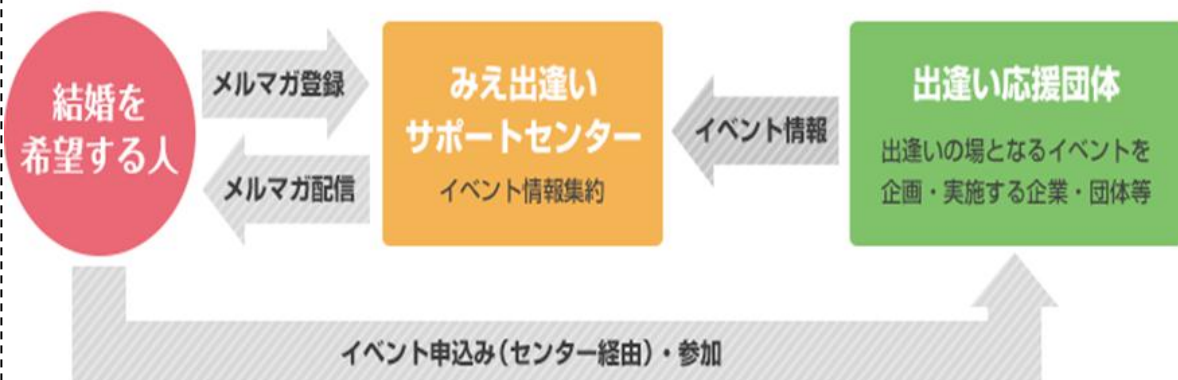 結婚を
希望する人
メルマガ登録
メルマガ配信
みえ出逢い
サポートセンター
イベント情報集約
イベント情報
出逢い応援団体
出逢いの場となるイベントを
企画・実施する企業・団体等
イベント申込み(センター経由)・参加